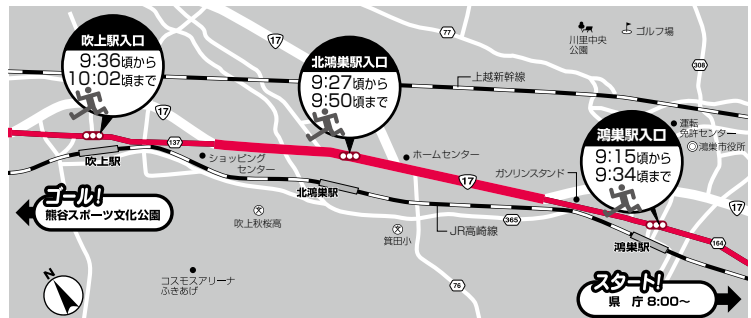 吹上駅入口
9:36頃から
10:02頃まで
17
北鴻巣駅入口
9:27頃から
9:50頃まで
77
川里中央
公園
ゴルフ場
308
上越新幹線
17
鴻巣駅入口
9:15頃から
9:34頃まで
運転
免許センター
鴻巣市役所
137
吹上駅
ショッピング
センター
ホームセンター
17
ガソリンスタンド
北鴻巣駅
ゴール!
熊谷スポーツ文化公園
文
吹上秋桜高
文
箕田小
365
JR高崎線
17
鴻巣駅
164
N
コスモスアリーナ
ふきあげ
76
スタート!
県 庁 8:00～